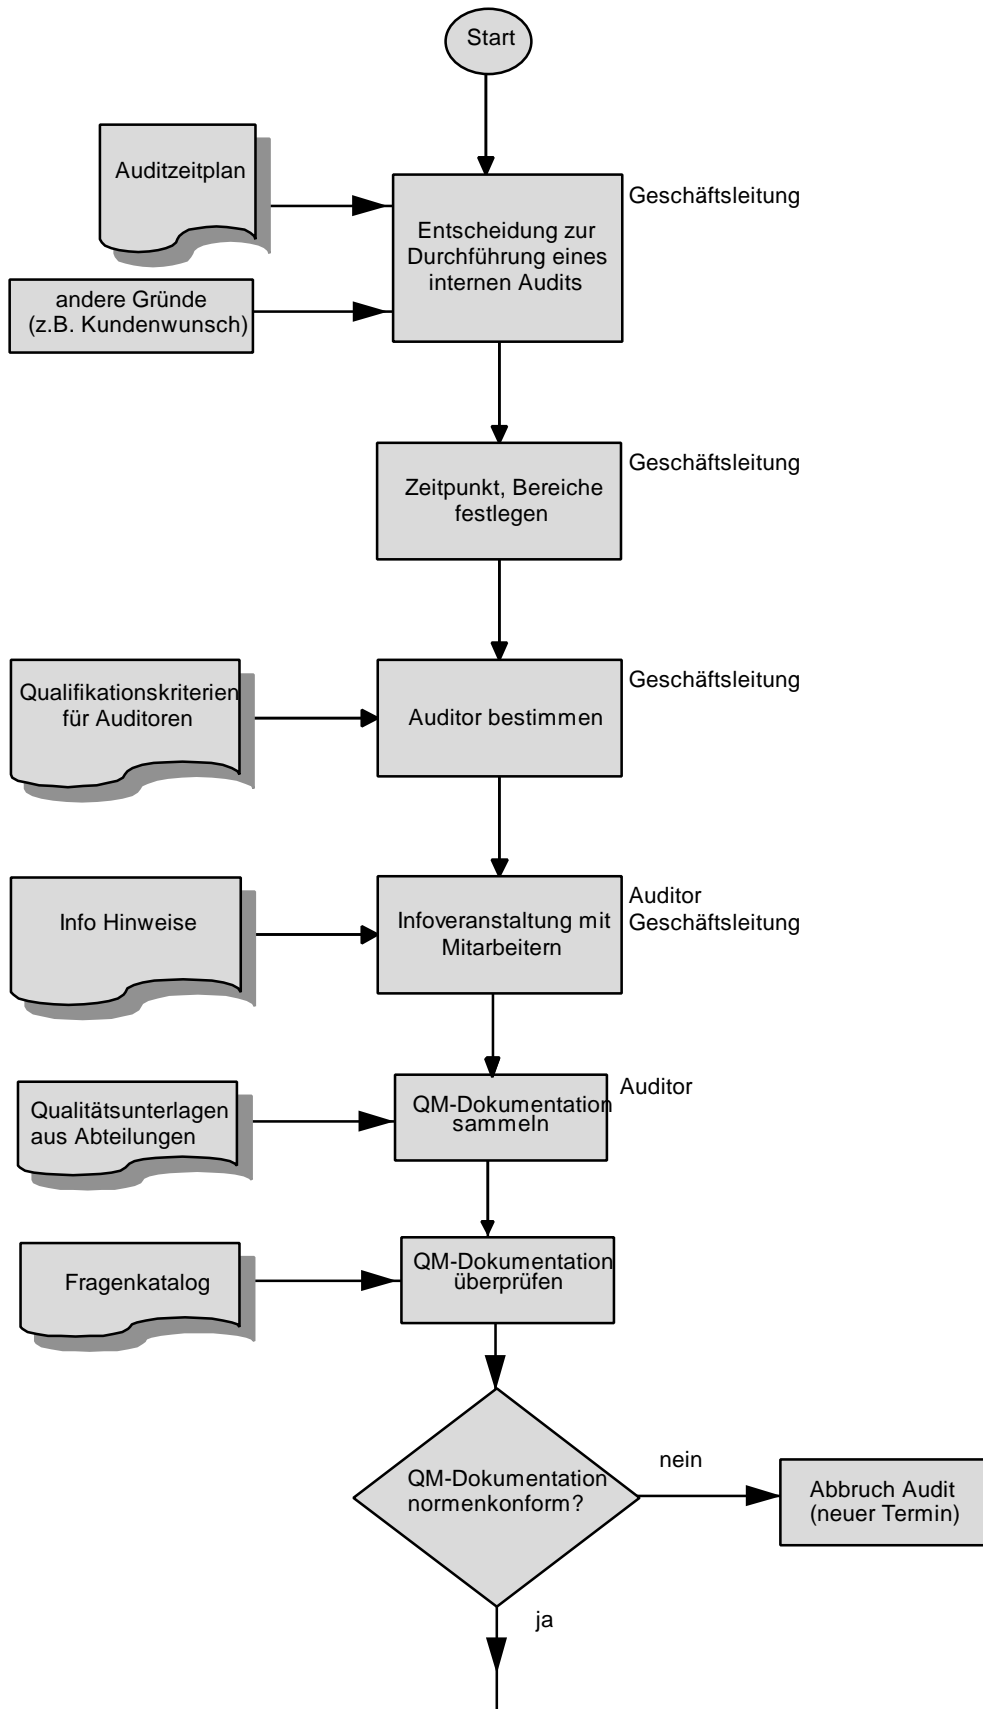 Start
Auditzeitplan
Geschäftsleitung
Entscheidung zur
Durchführung eines
internen Audits
andere Gründe
(z.B. Kundenwunsch)
Geschäftsleitung
Zeitpunkt, Bereiche
festlegen
Geschäftsleitung
Qualifikationskriterien
für Auditoren
Auditor bestimmen
Auditor
Geschäftsleitung
Info Hinweise
Infoveranstaltung mit
Mitarbeitern
Auditor
Qualitätsunterlagen
aus Abteilungen
QM-Dokumentation
sammeln
Fragenkatalog
QM-Dokumentation
überprüfen
QM-Dokumentation
normenkonform?
nein
Abbruch Audit
(neuer Termin)
ja